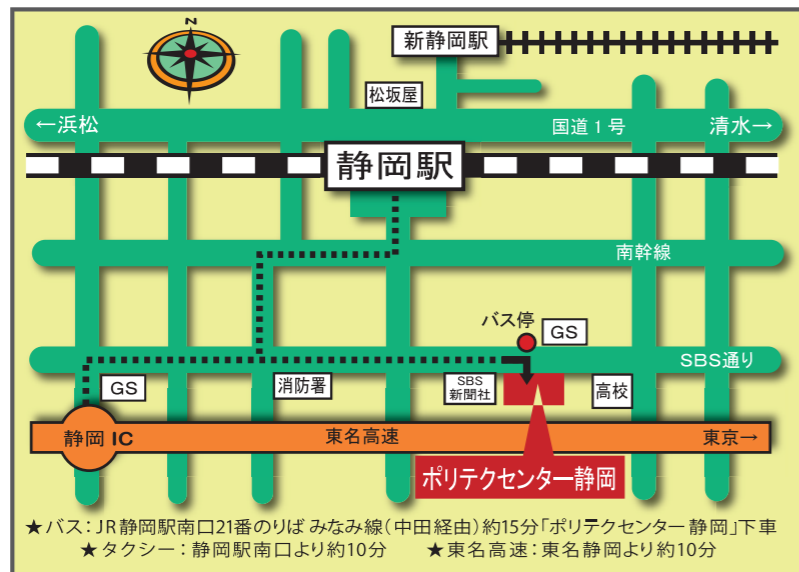 N
新静岡駅
松坂屋
←浜松
国道1号
清水→
静岡駅
南幹線
バス停
GS
SBS通り
GS
消防署
SBS
新聞社
高校
静岡 IC
東名高速
東京→
ポリテクセンター静岡
★バス：JR静岡駅南口21番のりば みなみ線（中田経由）約15分「ポリテクセンター静岡」下車
★タクシー：静岡駅南口より約10分 ★東名高速：東名静岡より約10分